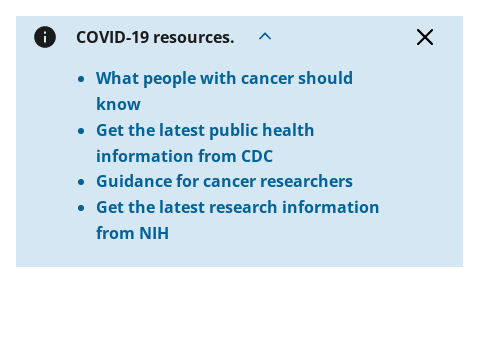 COVID-19 resources.
What people with cancer should
know
Get the latest public health
information from CDC
Guidance for cancer researchers
Get the latest research information
from NIH